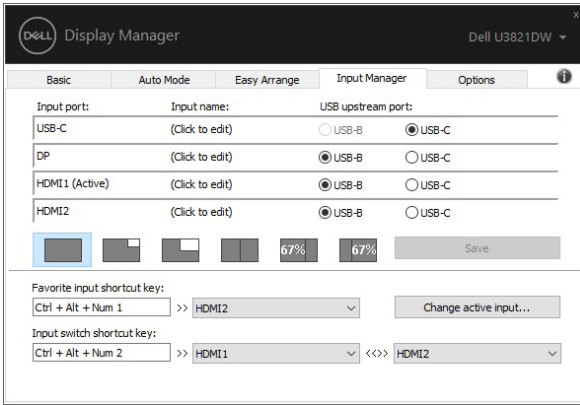 DELL Display Manager Dell U3821DW
Basic Auto Mode Easy Arrange Input Manager Options
Input port: Input name: USB upstream port:
USB-C (Click to edit) USB-B USB-C
DP (Click to edit) USB-B USB-C
HDMI1 (Active) (Click to edit) USB-B USB-C
HDMI2 (Click to edit) USB-B USB-C
67% 67% Save
Favorite input shortcut key:
Ctrl + Alt + Num 1 >> HDMI2 Change active input...
Input switch shortcut key:
Ctrl + Alt + Num 2 >> HDMI1 <<>> HDMI2